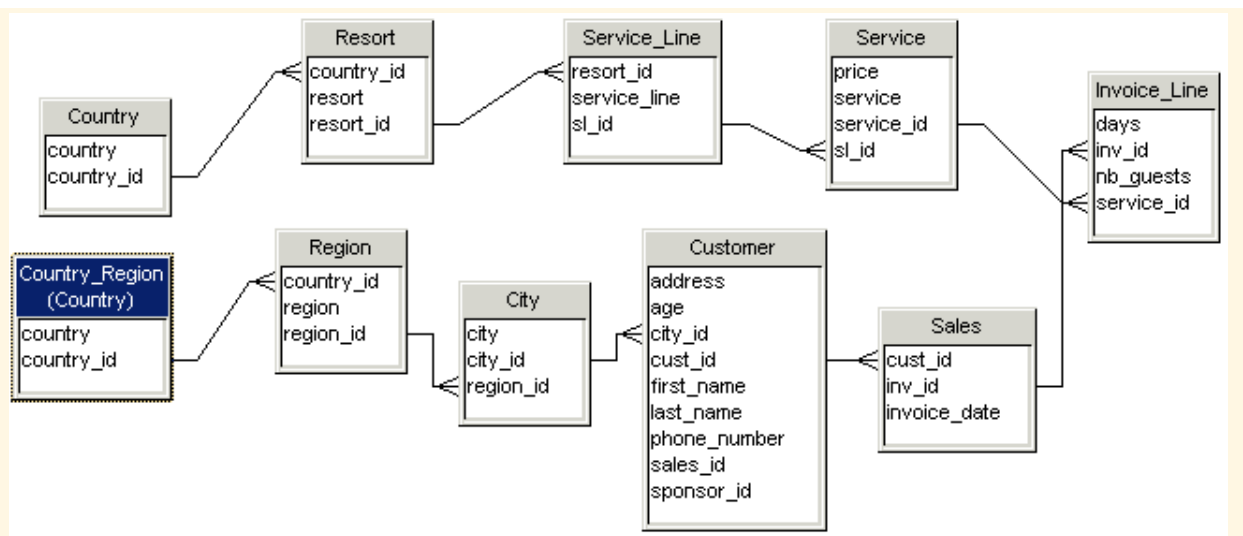 Resort
country_id
resort
resort_id
Service_Line
resort_id
service_line
sl_id
Service
price
service
service_id
sl_id
Invoice_Line
days
inv_id
nb_guests
service_id
Country
country
country_id
Country_Region
(Country)
country
country_id
Region
country_id
region
region_id
City
city
city_id
region_id
Customer
address
age
city_id
cust_id
first_name
last_name
phone_number
sales_id
sponsor_id
Sales
cust_id
inv_id
invoice_date